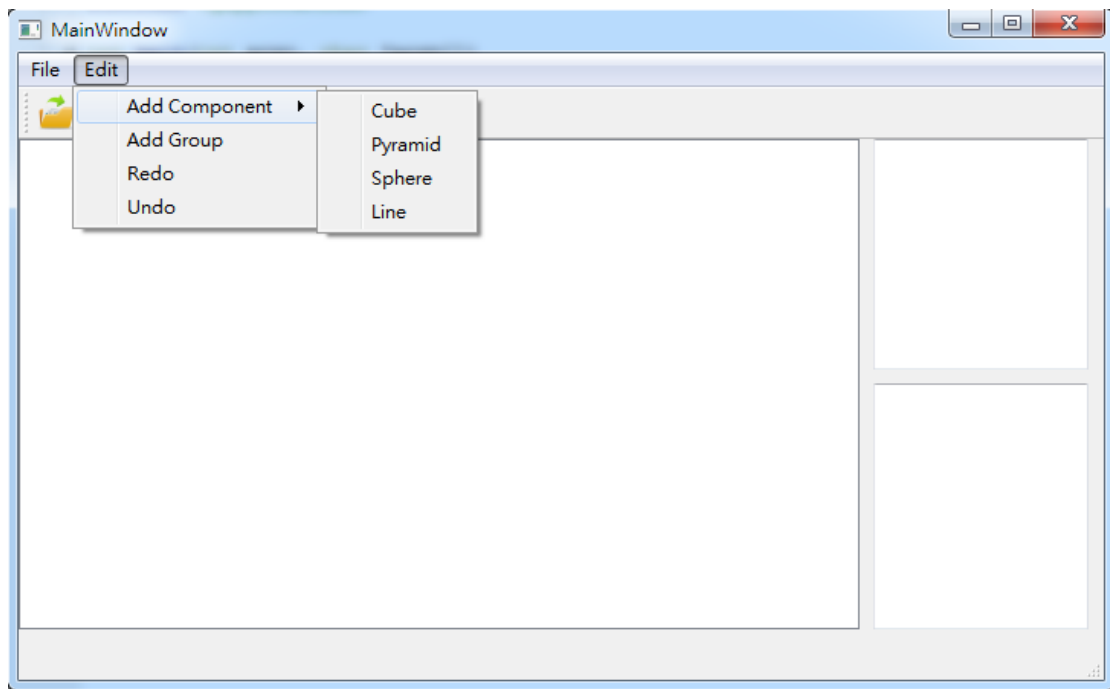 MainWindow
File Edit
Add Component
Add Group
Redo
Undo
Cube
Pyramid
Sphere
Line